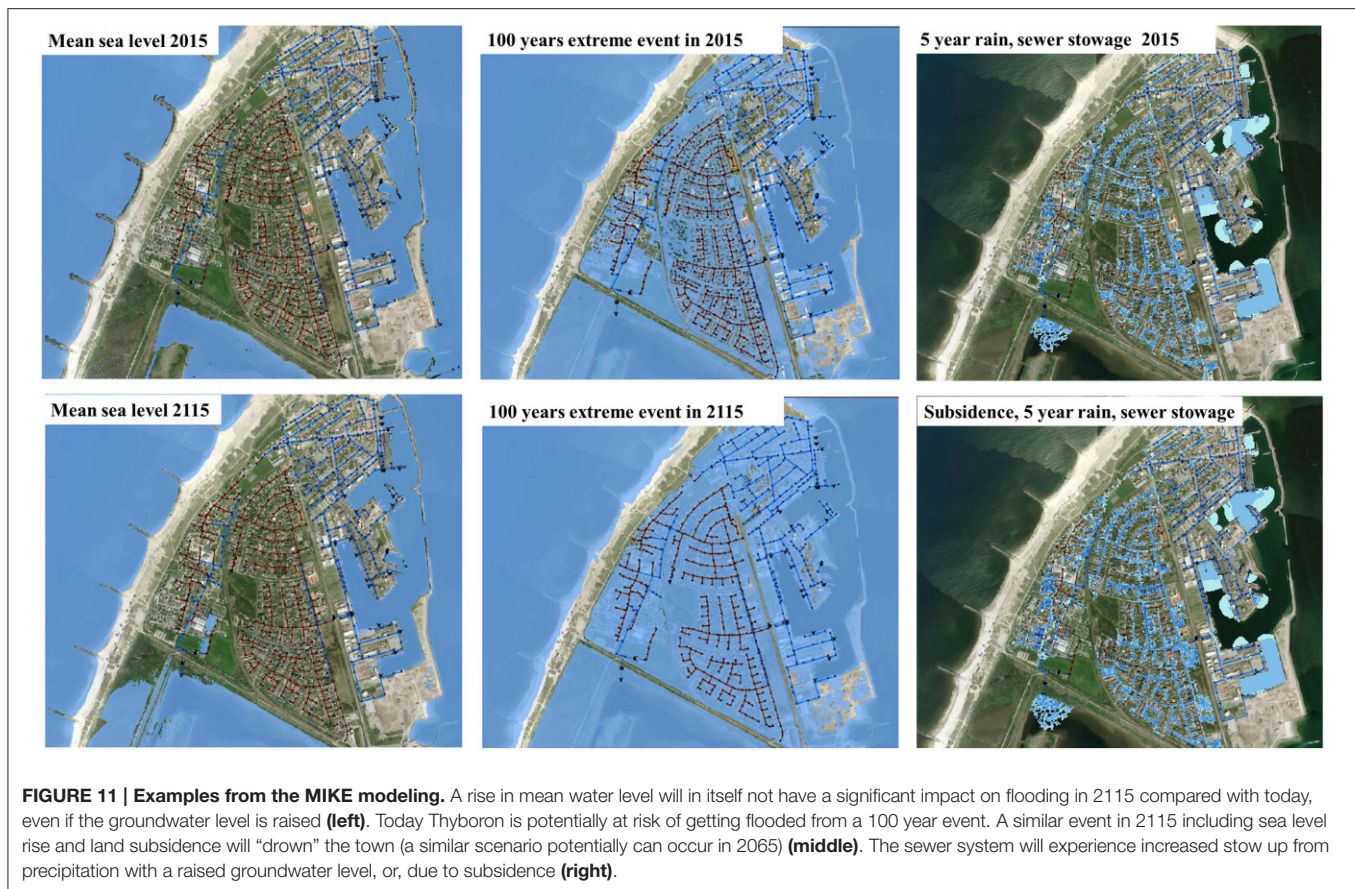 Mean sea level 2015
100 years extreme event in 2015
5 year rain, sewer stowage 2015
Mean sea level 2115
100 years extreme event in 2115
Subsidence, 5 year rain, sewer stowage
FIGURE 11 | Examples from the MIKE modeling. A rise in mean water level will in itself not have a significant impact on flooding in 2115 compared with today,
even if the groundwater level is raised (left). Today Thyboron is potentially at risk of getting flooded from a 100 year event. A similar event in 2115 including sea level
rise and land subsidence will “drown” the town (a similar scenario potentially can occur in 2065) (middle). The sewer system will experience increased stow up from
precipitation with a raised groundwater level, or, due to subsidence (right).